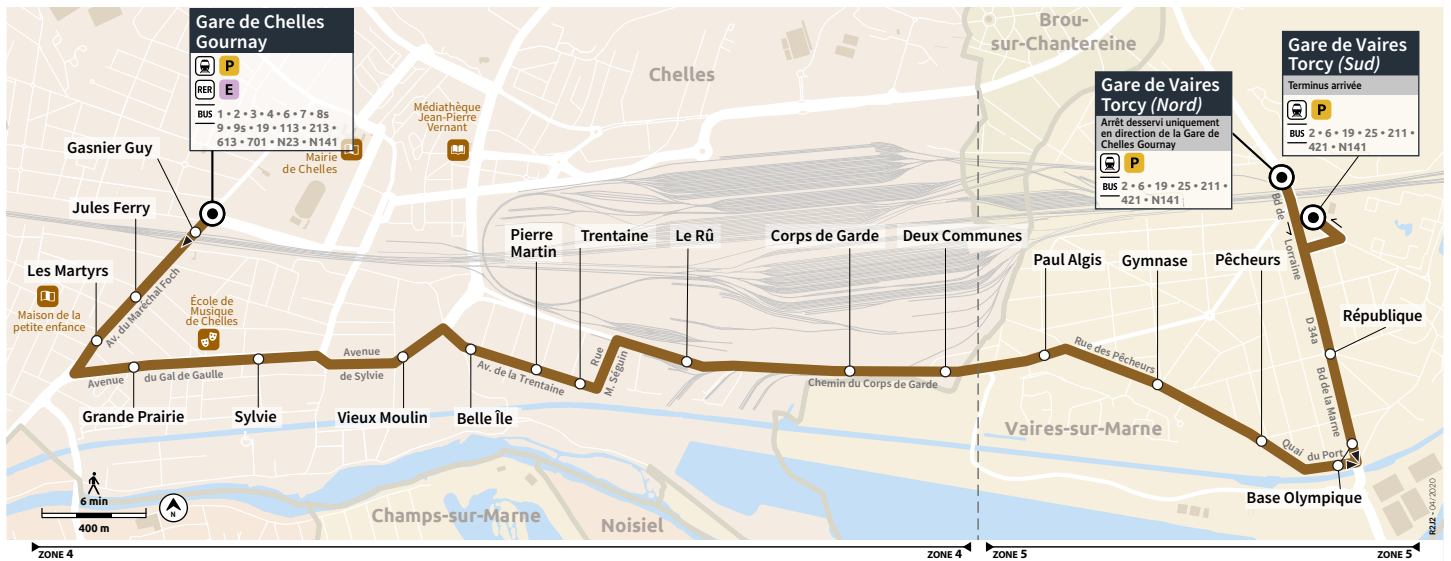 Gare de Chelles
Gournay
P
RER E
BUS 1 • 2 • 3 • 4 • 6 • 7 • 8s
9 • 9s • 19 • 113 • 213 •
613 • 701 • N23 • N141
Médiathèque
Jean-Pierre
Vernant
Mairie
de Chelles
Chelles
Brou-
sur-Chantereine
Gare de Vaires
Torcy (Nord)
Arrêt desservi uniquement
en direction de la Gare de
Chelles Gournay
P
BUS 2 • 6 • 19 • 25 • 211 •
421 • N141
Gare de Vaires
Torcy (Sud)
Terminus arrivée
P
BUS 2 • 6 • 19 • 25 • 211 •
421 • N141
Gasnier Guy
Jules Ferry
Les Martyrs
Maison de la
petite enfance
Av. du Maréchal Foch
École de
Musique
de Chelles
Avenue
du Gal de Gaulle
Avenue
de Sylvie
Grande Prairie
Sylvie
Vieux Moulin
Belle Île
Pierre
Martin
Trentaine
Av. de la Trentaine
Rue
M. Séguin
Le Rû
Corps de Garde
Deux Communes
Chemin du Corps de Garde
Paul Algis
Gymnase
Pêcheurs
Rue des Pêcheurs
Bd de
Lorraine
République
D 34a
Bd de la Marne
Quai du Port
Base Olympique
Vaires-sur-Marne
Champs-sur-Marne
Noisiel
6 min
400 m
N
R2J2 - 04/2020
ZONE 4
ZONE 4
ZONE 5
ZONE 5